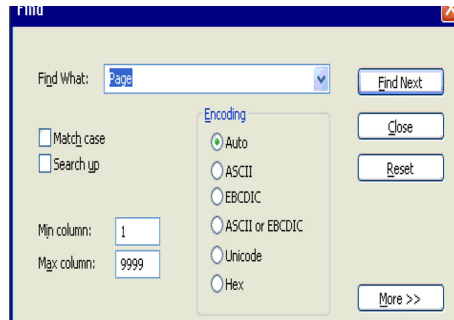 Find
Find What: Page
Find Next
Encoding
Close
Match case
Auto
Search up
ASCII
Reset
EBCDIC
Min column: 1
ASCII or EBCDIC
Max column: 9999
Unicode
Hex
More >>